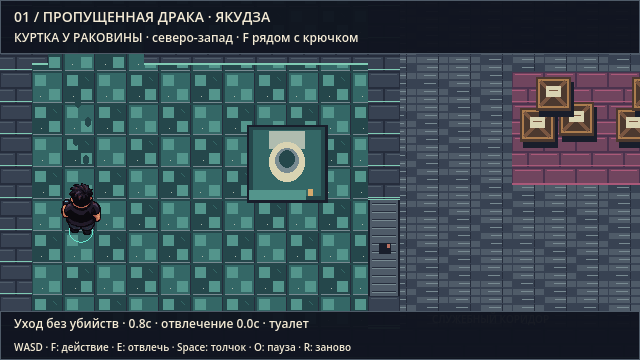 01 / ПРОПУЩЕННАЯ ДРАКА · ЯКУДЗА
КУРТКА У РАКОВИНЫ · северо-запад · F рядом с крючком
Уход без убийств · 0.8с · отвлечение 0.0с · туалет
WASD · F: действие · E: отвлечь · Space: толчок · O: пауза · R: заново